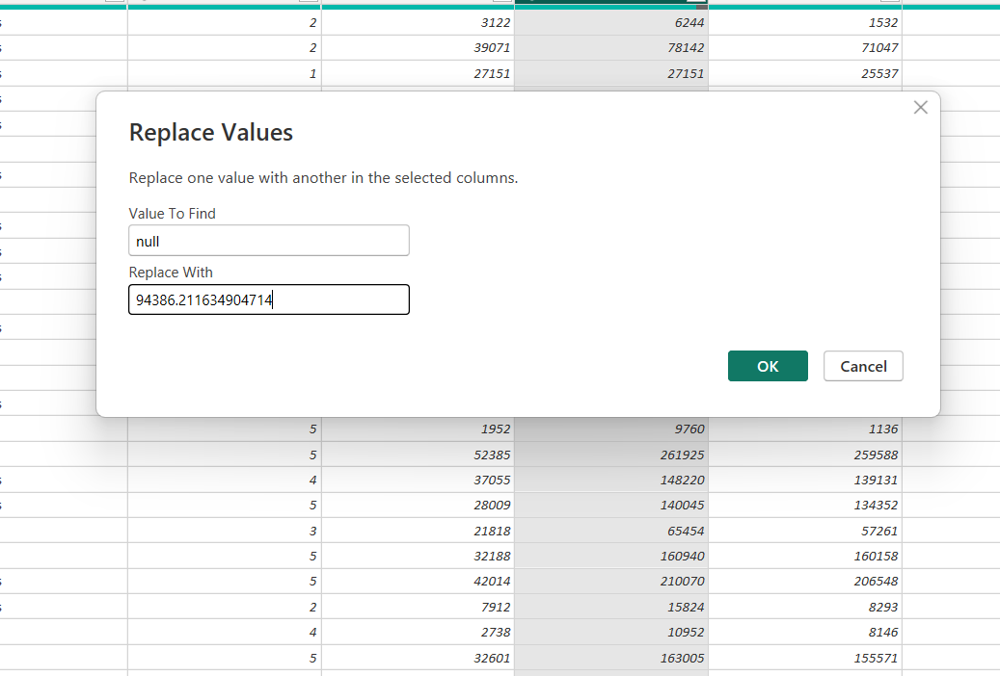 s 2 3122 6244 1532
s 2 39071 78142 71047
s 1 27151 27151 25537
s
s
s
s
s
s
s
s
Replace Values
Replace one value with another in the selected columns.
Value To Find
null
Replace With
94386.211634904714
OK Cancel
5 1952 9760 1136
5 52385 261925 259588
s 4 37055 148220 139131
s 5 28009 140045 134352
3 21818 65454 57261
5 32188 160940 160158
s 5 42014 210070 206548
s 2 7912 15824 8293
4 2738 10952 8146
5 32601 163005 155571